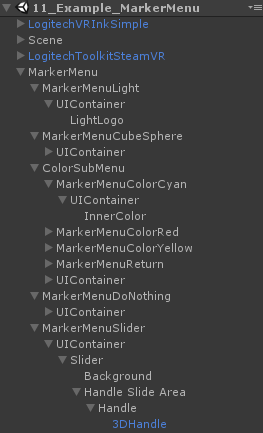 11_Example_MarkerMenu
LogitechVRInkSimple
Scene
LogitechToolkitSteamVR
MarkerMenu
MarkerMenuLight
UIContainer
LightLogo
MarkerMenuCubeSphere
UIContainer
ColorSubMenu
MarkerMenuColorCyan
UIContainer
InnerColor
MarkerMenuColorRed
MarkerMenuColorYellow
MarkerMenuReturn
UIContainer
MarkerMenuDoNothing
UIContainer
MarkerMenuSlider
UIContainer
Slider
Background
Handle Slide Area
Handle
3DHandle